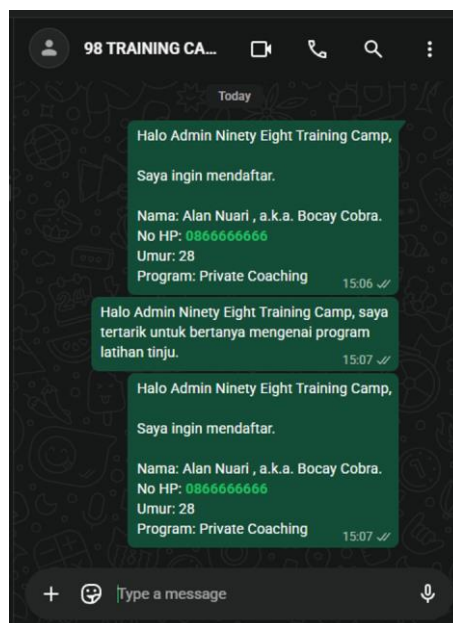 98 TRAINING CA...
Today
Halo Admin Ninety Eight Training Camp,
Saya ingin mendaftar.
Nama: Alan Nuari , a.k.a. Bocay Cobra.
No HP: 0866666666
Umur: 28
Program: Private Coaching
15:06
Halo Admin Ninety Eight Training Camp, saya
tertarik untuk bertanya mengenai program
latihan tinju.
15:07
Halo Admin Ninety Eight Training Camp,
Saya ingin mendaftar.
Nama: Alan Nuari , a.k.a. Bocay Cobra.
No HP: 0866666666
Umur: 28
Program: Private Coaching
15:07
Type a message